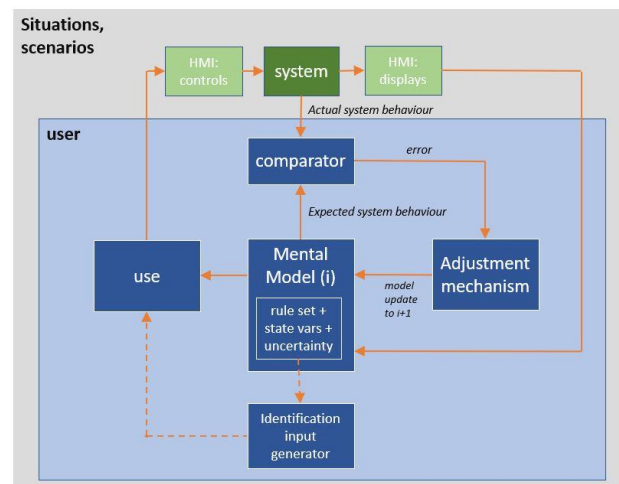 Situations,
scenarios
HMI:
controls
system
HMI:
displays
Actual system behaviour
user
comparator
error
Expected system behaviour
use
Mental
Model (i)
rule set +
state vars +
uncertainty
model
update
to i+1
Adjustment
mechanism
Identification
input
generator